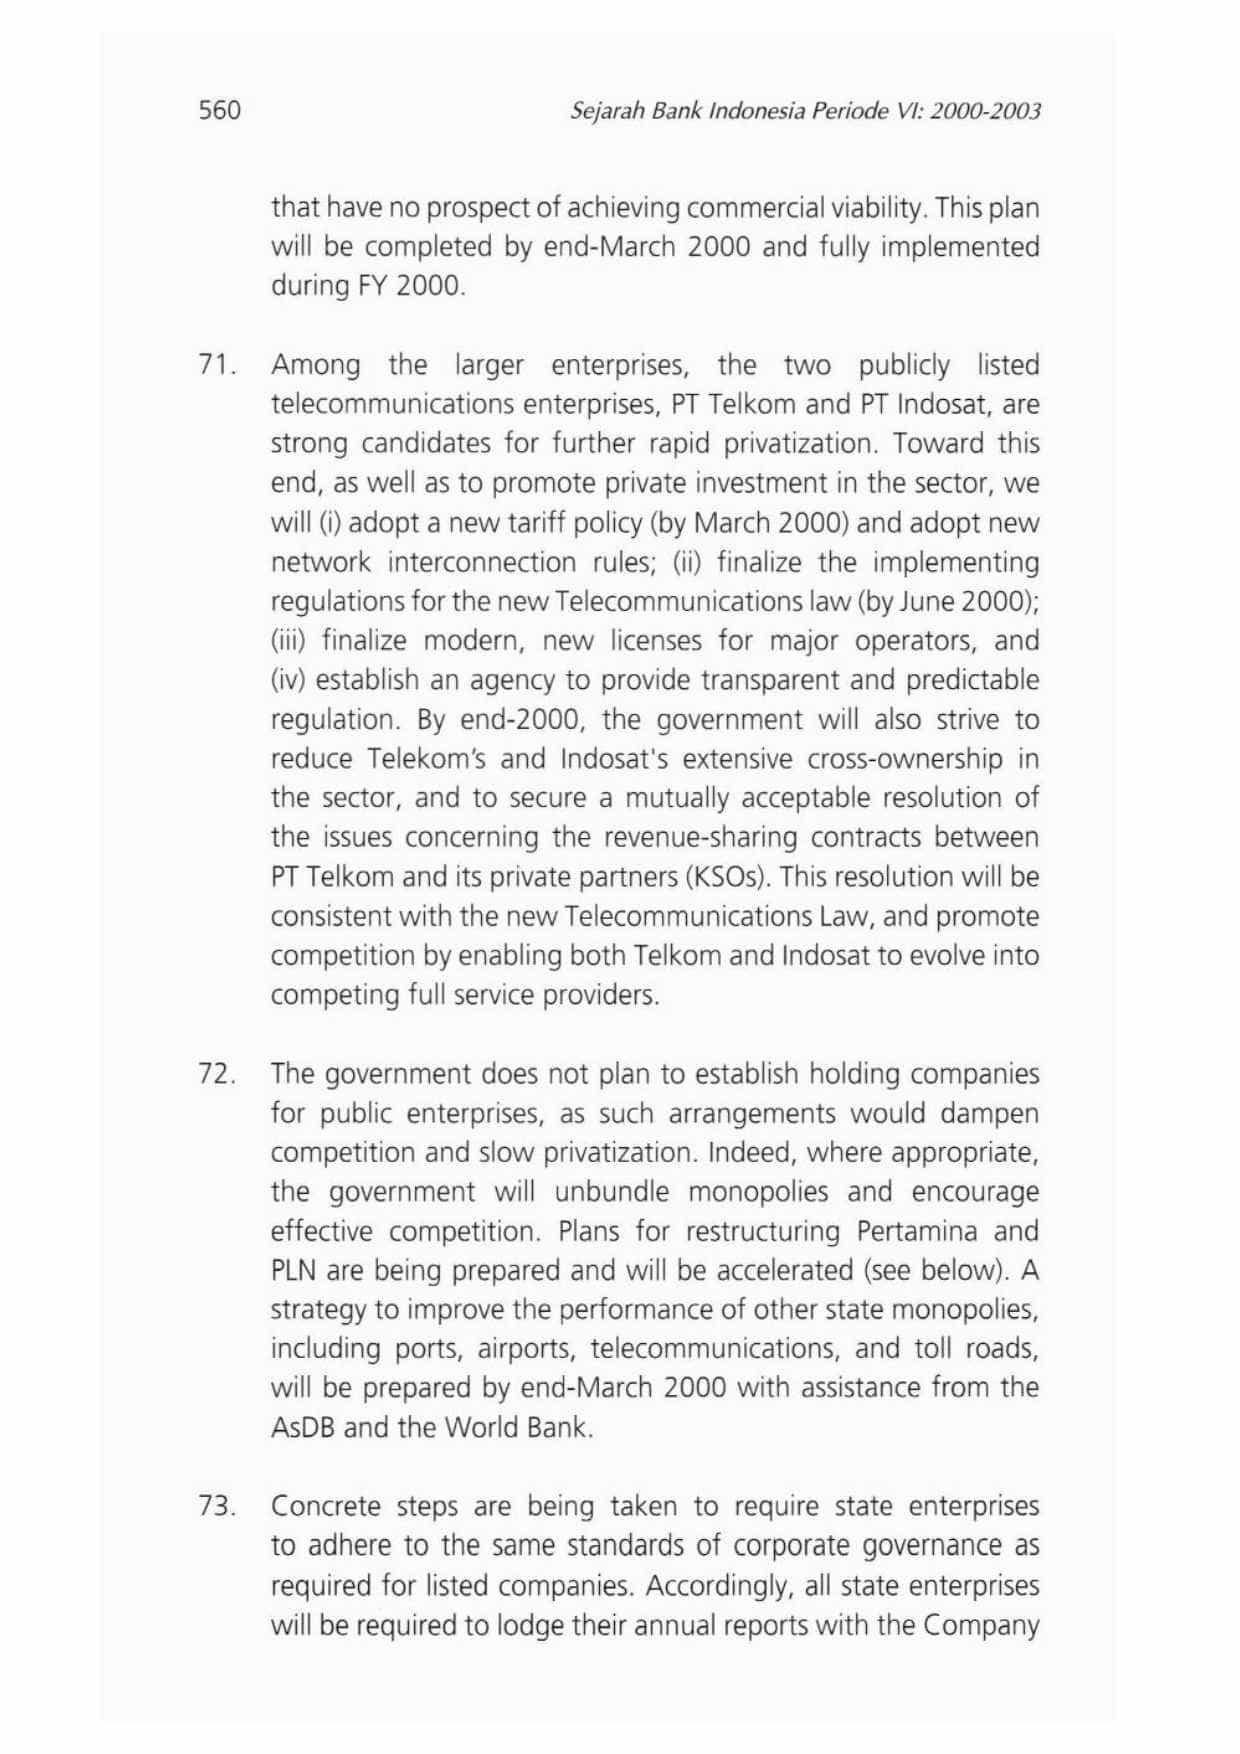 560
Sejarah Bank Indonesia Periode VI: 2000-2003
that have no prospect of achieving commercial viability. This plan
will be completed by end-March 2000 and fully implemented
during FY 2000.
71. Among the larger enterprises, the two publicly listed
telecommunications enterprises, PT Telkom and PT Indosat, are
strong candidates for further rapid privatization. Toward this
end, as well as to promote private investment in the sector, we
will (i) adopt a new tariff policy (by March 2000) and adopt new
network interconnection rules; (ii) finalize the implementing
regulations for the new Telecommunications law (by June 2000);
(iii) finalize modern, new licenses for major operators, and
(iv) establish an agency to provide transparent and predictable
regulation. By end-2000, the government will also strive to
reduce Telekom's and Indosat's extensive cross-ownership in
the sector, and to secure a mutually acceptable resolution of
the issues concerning the revenue-sharing contracts between
PT Telkom and its private partners (KSOs). This resolution will be
consistent with the new Telecommunications Law, and promote
competition by enabling both Telkom and Indosat to evolve into
competing full service providers.
72. The government does not plan to establish holding companies
for public enterprises, as such arrangements would dampen
competition and slow privatization. Indeed, where appropriate,
the government will unbundle monopolies and encourage
effective competition. Plans for restructuring Pertamina and
PLN are being prepared and will be accelerated (see below). A
strategy to improve the performance of other state monopolies,
including ports, airports, telecommunications, and toll roads,
will be prepared by end-March 2000 with assistance from the
AsDB and the World Bank.
73. Concrete steps are being taken to require state enterprises
to adhere to the same standards of corporate governance as
required for listed companies. Accordingly, all state enterprises
will be required to lodge their annual reports with the Company